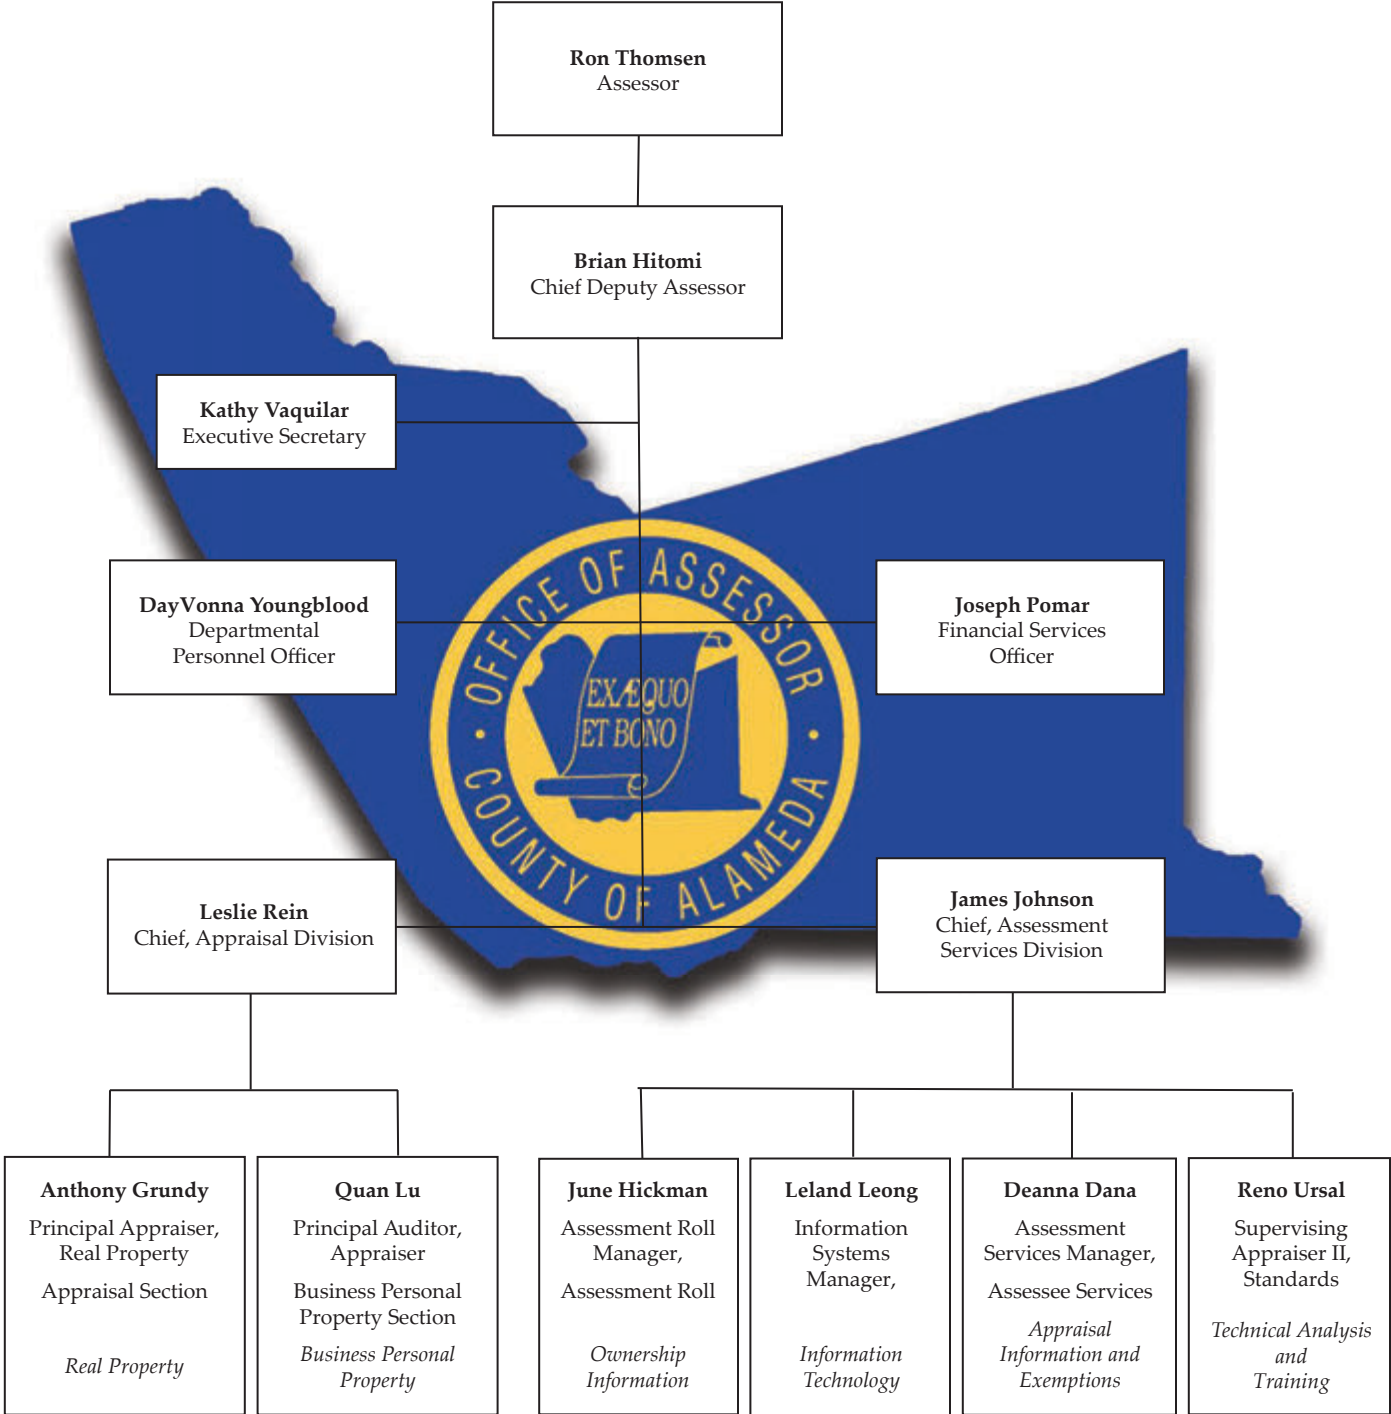 Ron Thomsen
Assessor
Brian Hitomi
Chief Deputy Assessor
Kathy Vaquilar
Executive Secretary
DayVonna Youngblood
Departmental
Personnel Officer
Joseph Pomar
Financial Services
Officer
OFFICE OF ASSESSOR
EX ÆQUO
ET BONO
COUNTY OF ALAMEDA
Leslie Rein
Chief, Appraisal Division
James Johnson
Chief, Assessment
Services Division
Anthony Grundy
Principal Appraiser,
Real Property
Appraisal Section
Real Property
Quan Lu
Principal Auditor,
Appraiser
Business Personal
Property Section
Business Personal
Property
June Hickman
Assessment Roll
Manager,
Assessment Roll
Ownership
Information
Leland Leong
Information
Systems
Manager,
Information
Technology
Deanna Dana
Assessment
Services Manager,
Assessee Services
Appraisal
Information and
Exemptions
Reno Ursal
Supervising
Appraiser II,
Standards
Technical Analysis
and
Training